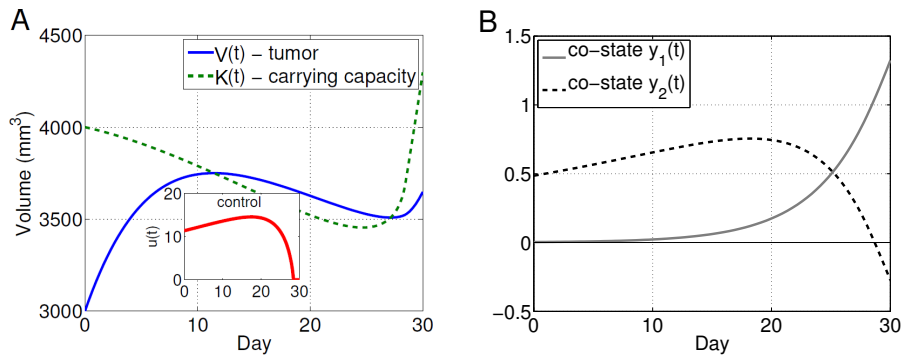 A
4500
4000
3500
3000
Volume (mm³)
V(t) − tumor
K(t) − carrying capacity
control
u(t)
20
10
0
0 10 20 30
0 10 20 30
Day
B
1.5
1
0.5
0
−0.5
co−state y₁(t)
co−state y₂(t)
0 10 20 30
Day